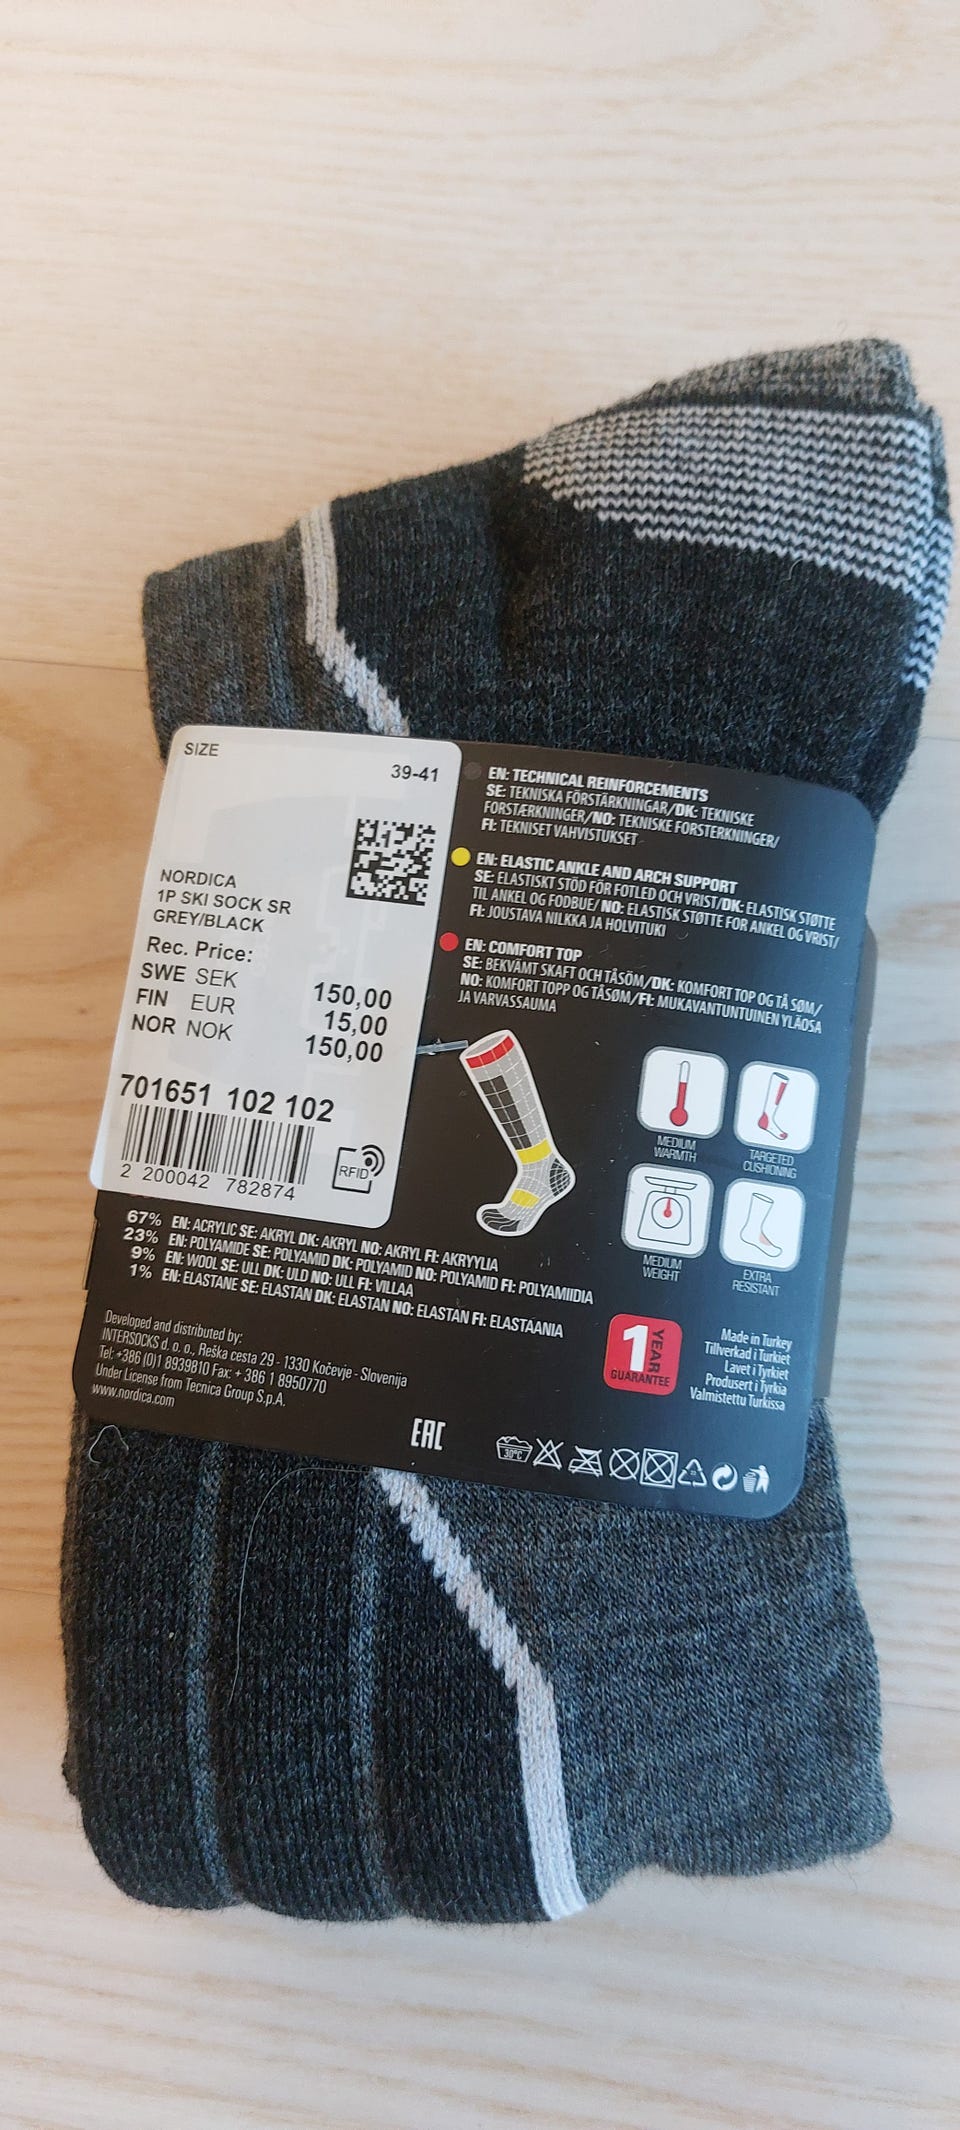 SIZE
39-41
NORDICA
1P SKI SOCK SR
GREY/BLACK
Rec. Price:
SWE SEK 150,00
FIN EUR 15,00
NOR NOK 150,00
701651 102 102
2 200042 782874
RFID
EN: TECHNICAL REINFORCEMENTS
SE: TEKNISKA FÖRSTÄRKNINGAR/DK: TEKNISKE
FORSTÆRKNINGER/NO: TEKNISKE FORSTERKNINGER/
FI: TEKNISET VAHVISTUKSET
EN: ELASTIC ANKLE AND ARCH SUPPORT
SE: ELASTISKT STÖD FÖR FOTLED OCH VRIST/DK: ELASTISK STØTTE
TIL ANKEL OG FODBUE/ NO: ELASTISK STØTTE FOR ANKEL OG VRIST/
FI: JOUSTAVA NILKKA JA HOLVITUKI
EN: COMFORT TOP
SE: BEKVÄMT SKAFT OCH TÅSÖM/DK: KOMFORT TOP OG TÅ SØM/
NO: KOMFORT TOPP OG TÅSØM/FI: MUKAVANTUNTUINEN YLÄOSA
JA VARVASSAUMA
MEDIUM
WARMTH
TARGETED
CUSHIONING
MEDIUM
WEIGHT
EXTRA
RESISTANT
67% EN: ACRYLIC SE: AKRYL DK: AKRYL NO: AKRYL FI: AKRYYLIA
23% EN: POLYAMIDE SE: POLYAMID DK: POLYAMID NO: POLYAMID FI: POLYAMIIDIA
9% EN: WOOL SE: ULL DK: ULD NO: ULL FI: VILLAA
1% EN: ELASTANE SE: ELASTAN DK: ELASTAN NO: ELASTAN FI: ELASTAANIA
Developed and distributed by:
INTERSOCKS d. o. o., Reška cesta 29 - 1330 Kočevje - Slovenija
Tel: +386 (0)1 8939810 Fax: + 386 1 8950770
Under License from Tecnica Group S.p.A.
www.nordica.com
1 YEAR
GUARANTEE
Made in Turkey
Tillverkad i Turkiet
Lavet i Tyrkiet
Produsert i Tyrkia
Valmistettu Turkissa
EAC
30°C
22